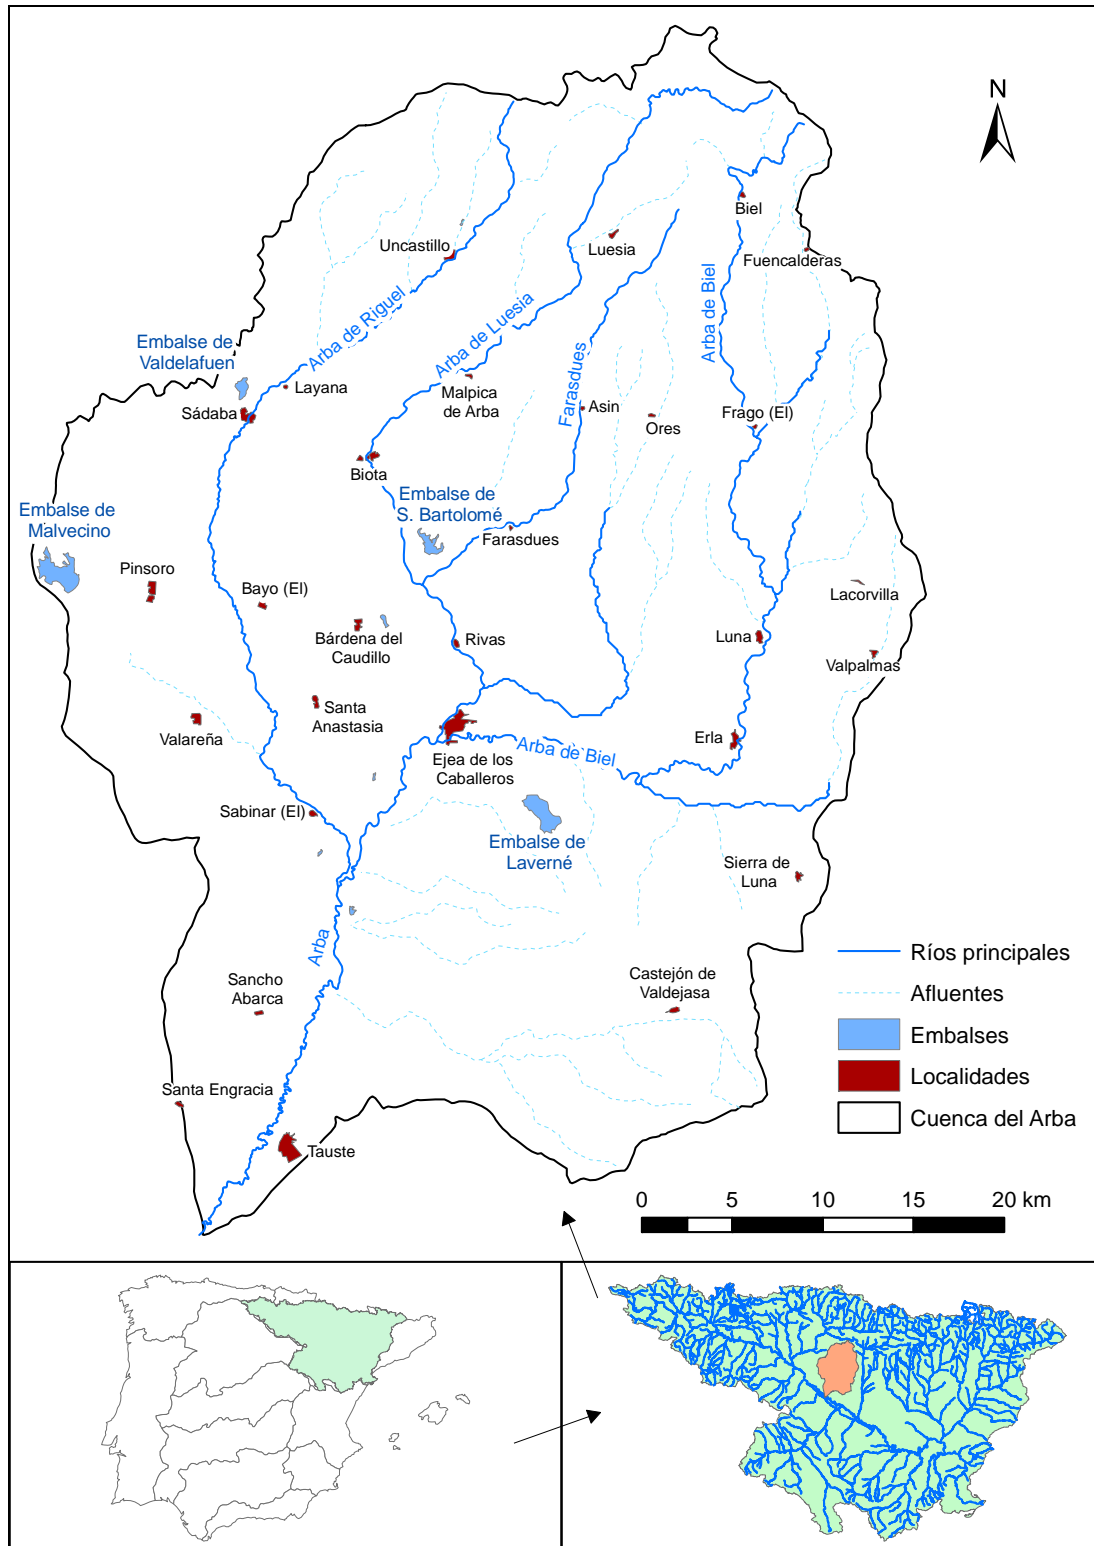 N
Biel
Uncastillo
Luesia
Fuencalderas
Arba de Biel
Arba de Luesia
Arba de Riguel
Embalse de
Valdelafuen
Layana
Malpica
de Arba
Farasdues
Asin
Sádaba
Ores
Frago (El)
Biota
Embalse de
S. Bartolomé
Embalse de
Malvecino
Farasdues
Pinsoro
Bayo (El)
Lacorvilla
Bárdena del
Caudillo
Rivas
Luna
Valpalmas
Santa
Anastasia
Valareña
Erla
Arba de Biel
Ejea de los
Caballeros
Sabinar (El)
Embalse de
Laverné
Sierra de
Luna
Arba
Sancho
Abarca
Castejón de
Valdejasa
Santa Engracia
Tauste
Ríos principales
Afluentes
Embalses
Localidades
Cuenca del Arba
0 5 10 15 20 km